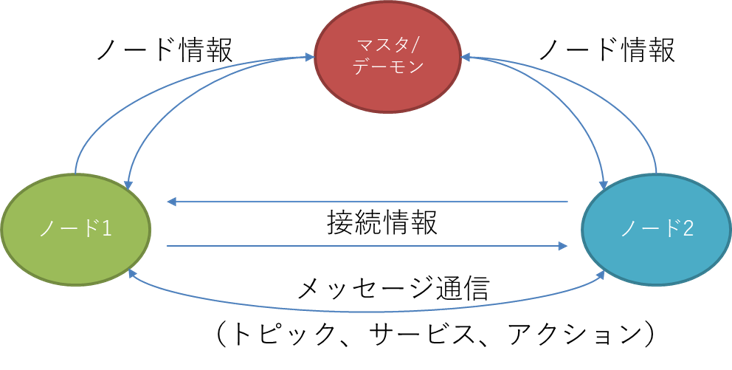 ノード情報
マスタ/
デーモン
ノード情報
ノード1
接続情報
ノード2
メッセージ通信
（トピック、サービス、アクション）